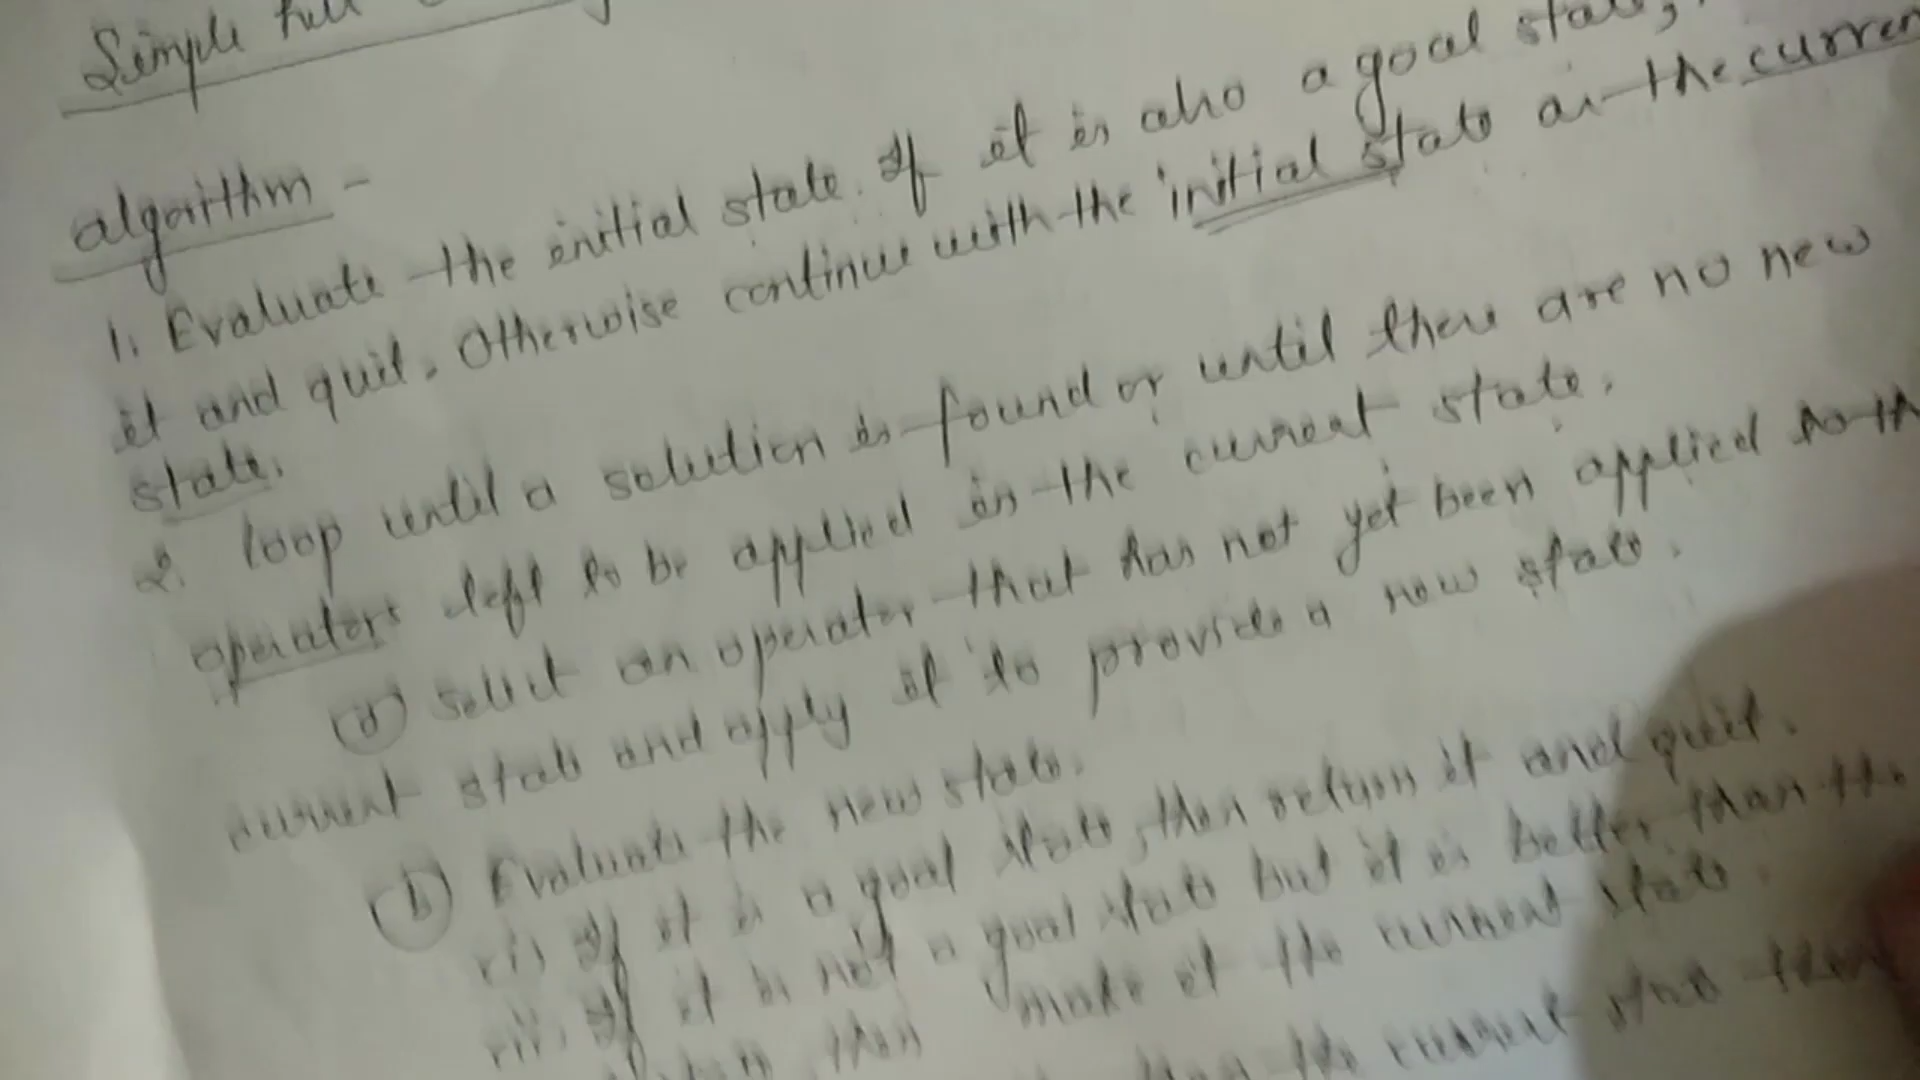 Simple hill
algorithm -
1. Evaluate the initial state. If it is also a goal state,
it and quit. Otherwise continue with the initial state as the curren
state.
2. loop until a solution is found or until there are no new
operators left to be applied in the current state.
(a) select an operator that has not yet been applied to th
current state and apply it to provide a new state.
(b) Evaluate the new state.
(i) If it is a goal state, then return it and quit.
(ii) If it is not a goal state but it is better than the
then make it the current state.
than the current state then